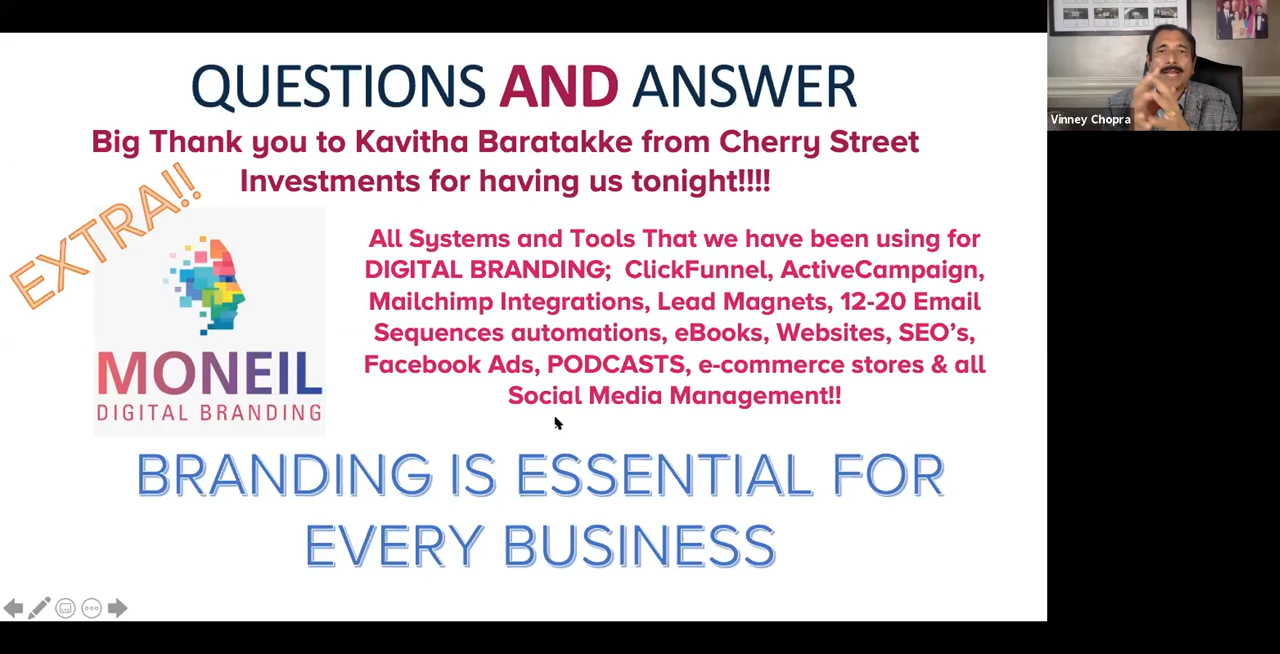 QUESTIONS AND ANSWER
Big Thank you to Kavitha Baratakke from Cherry Street
Investments for having us tonight!!!!
EXTRA!!
All Systems and Tools That we have been using for
DIGITAL BRANDING;  ClickFunnel, ActiveCampaign,
Mailchimp Integrations, Lead Magnets, 12-20 Email
Sequences automations, eBooks, Websites, SEO’s,
Facebook Ads, PODCASTS, e-commerce stores & all
Social Media Management!!
MONEIL
DIGITAL BRANDING
BRANDING IS ESSENTIAL FOR
EVERY BUSINESS
Vinney Chopra